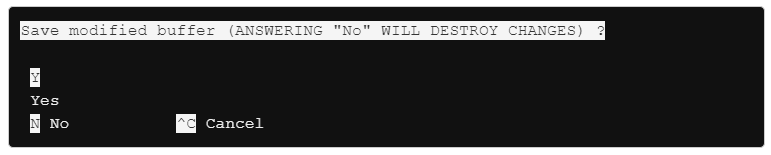 Save modified buffer (ANSWERING "No" WILL DESTROY CHANGES) ?
Y
Yes
N No ^C Cancel